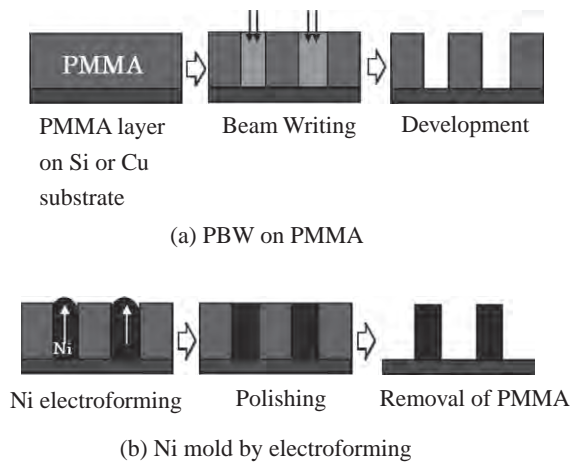 PMMA
PMMA layer
on Si or Cu
substrate
Beam Writing
Development
(a) PBW on PMMA
Ni
Ni electroforming
Polishing
Removal of PMMA
(b) Ni mold by electroforming